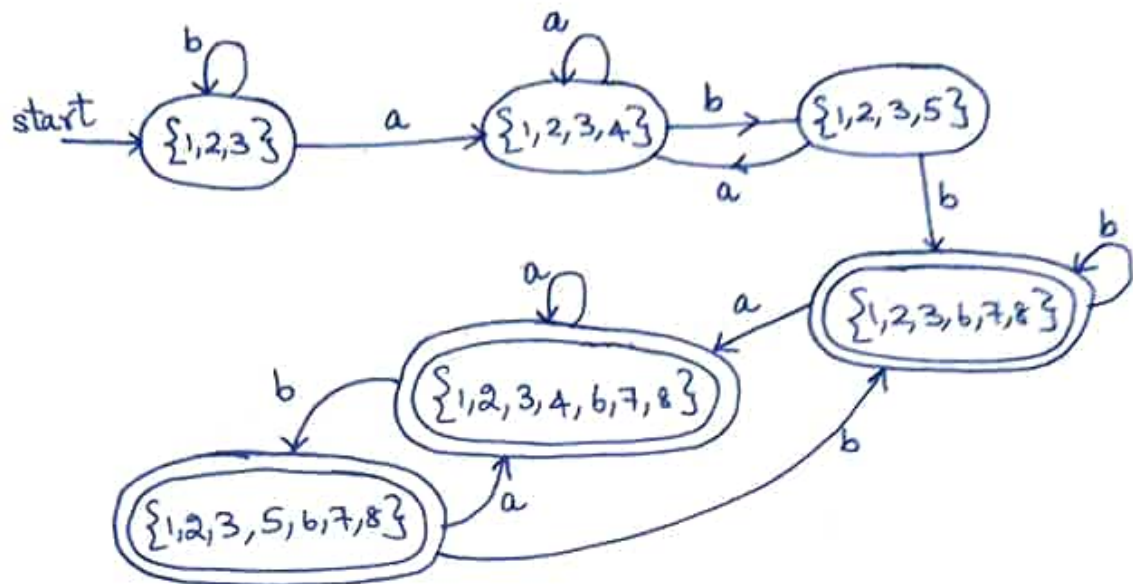 b
a
start
{1,2,3}
a
{1,2,3,4}
b
a
{1,2,3,5}
b
b
{1,2,3,6,7,8}
a
a
{1,2,3,4,6,7,8}
b
b
a
{1,2,3,5,6,7,8}